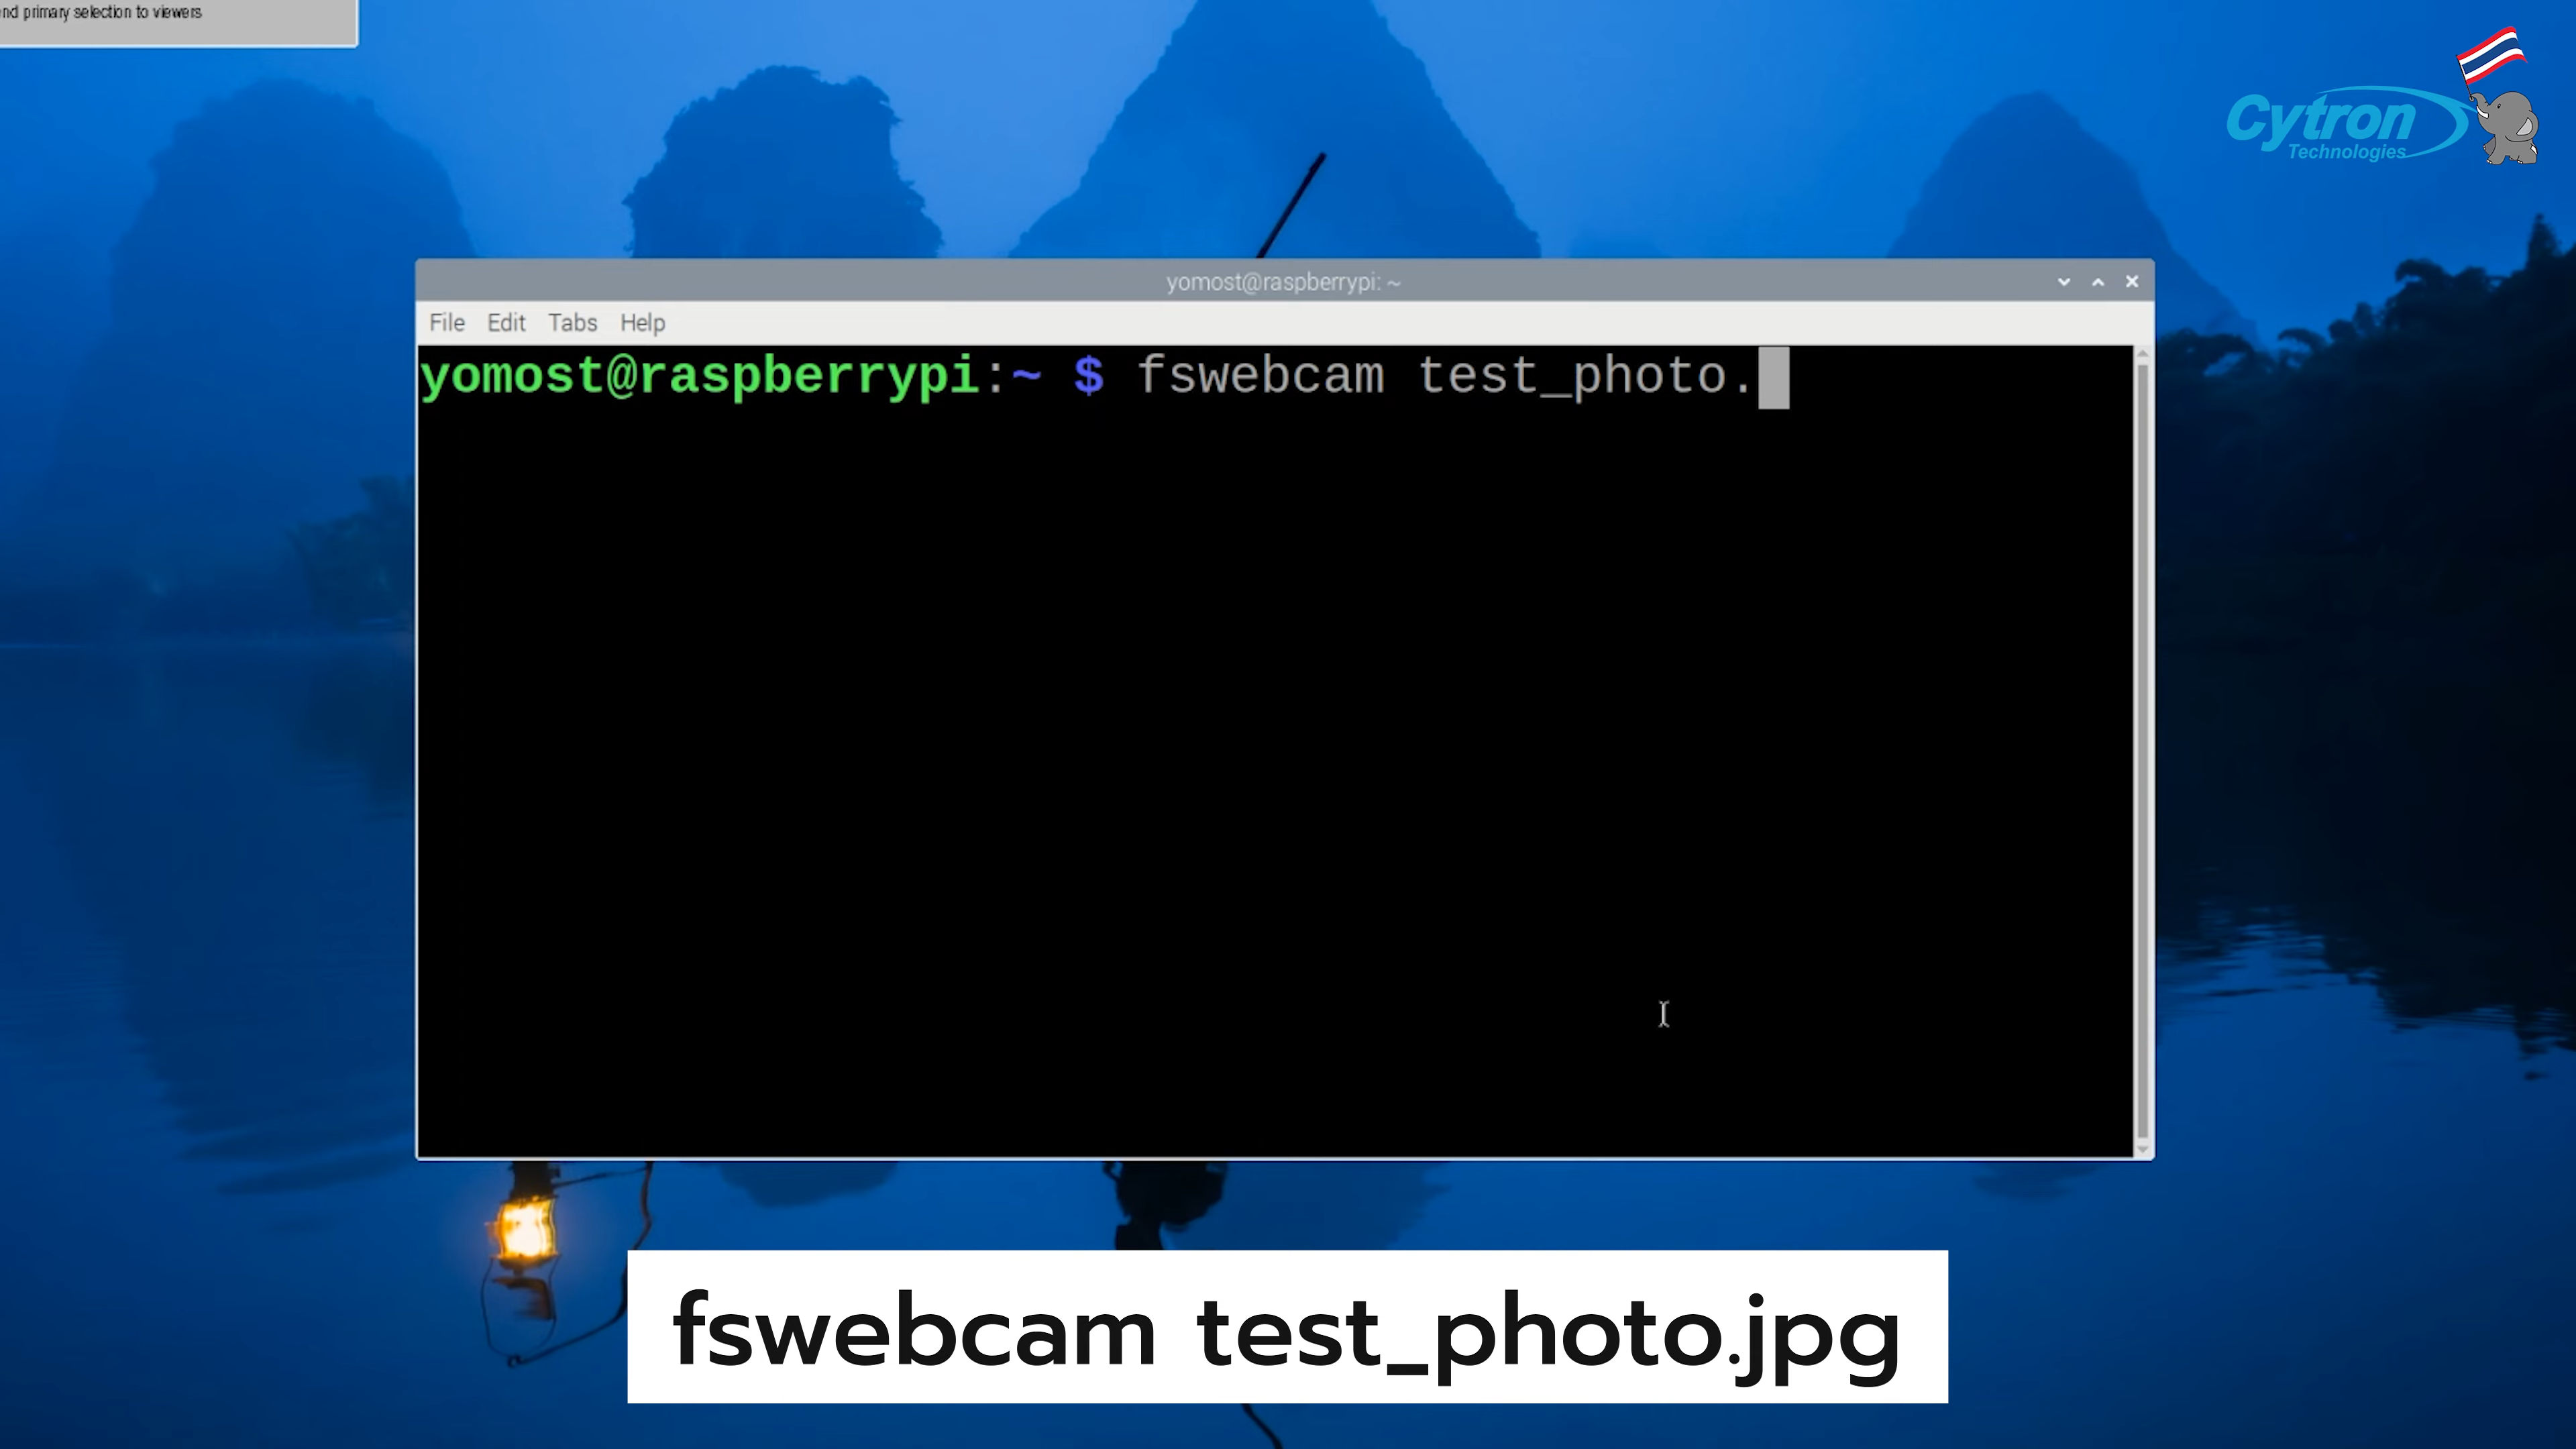 nd primary selection to viewers
Cytron
Technologies
yomost@raspberrypi: ~
File Edit Tabs Help
yomost@raspberrypi:~ $ fswebcam test_photo.
fswebcam test_photo.jpg